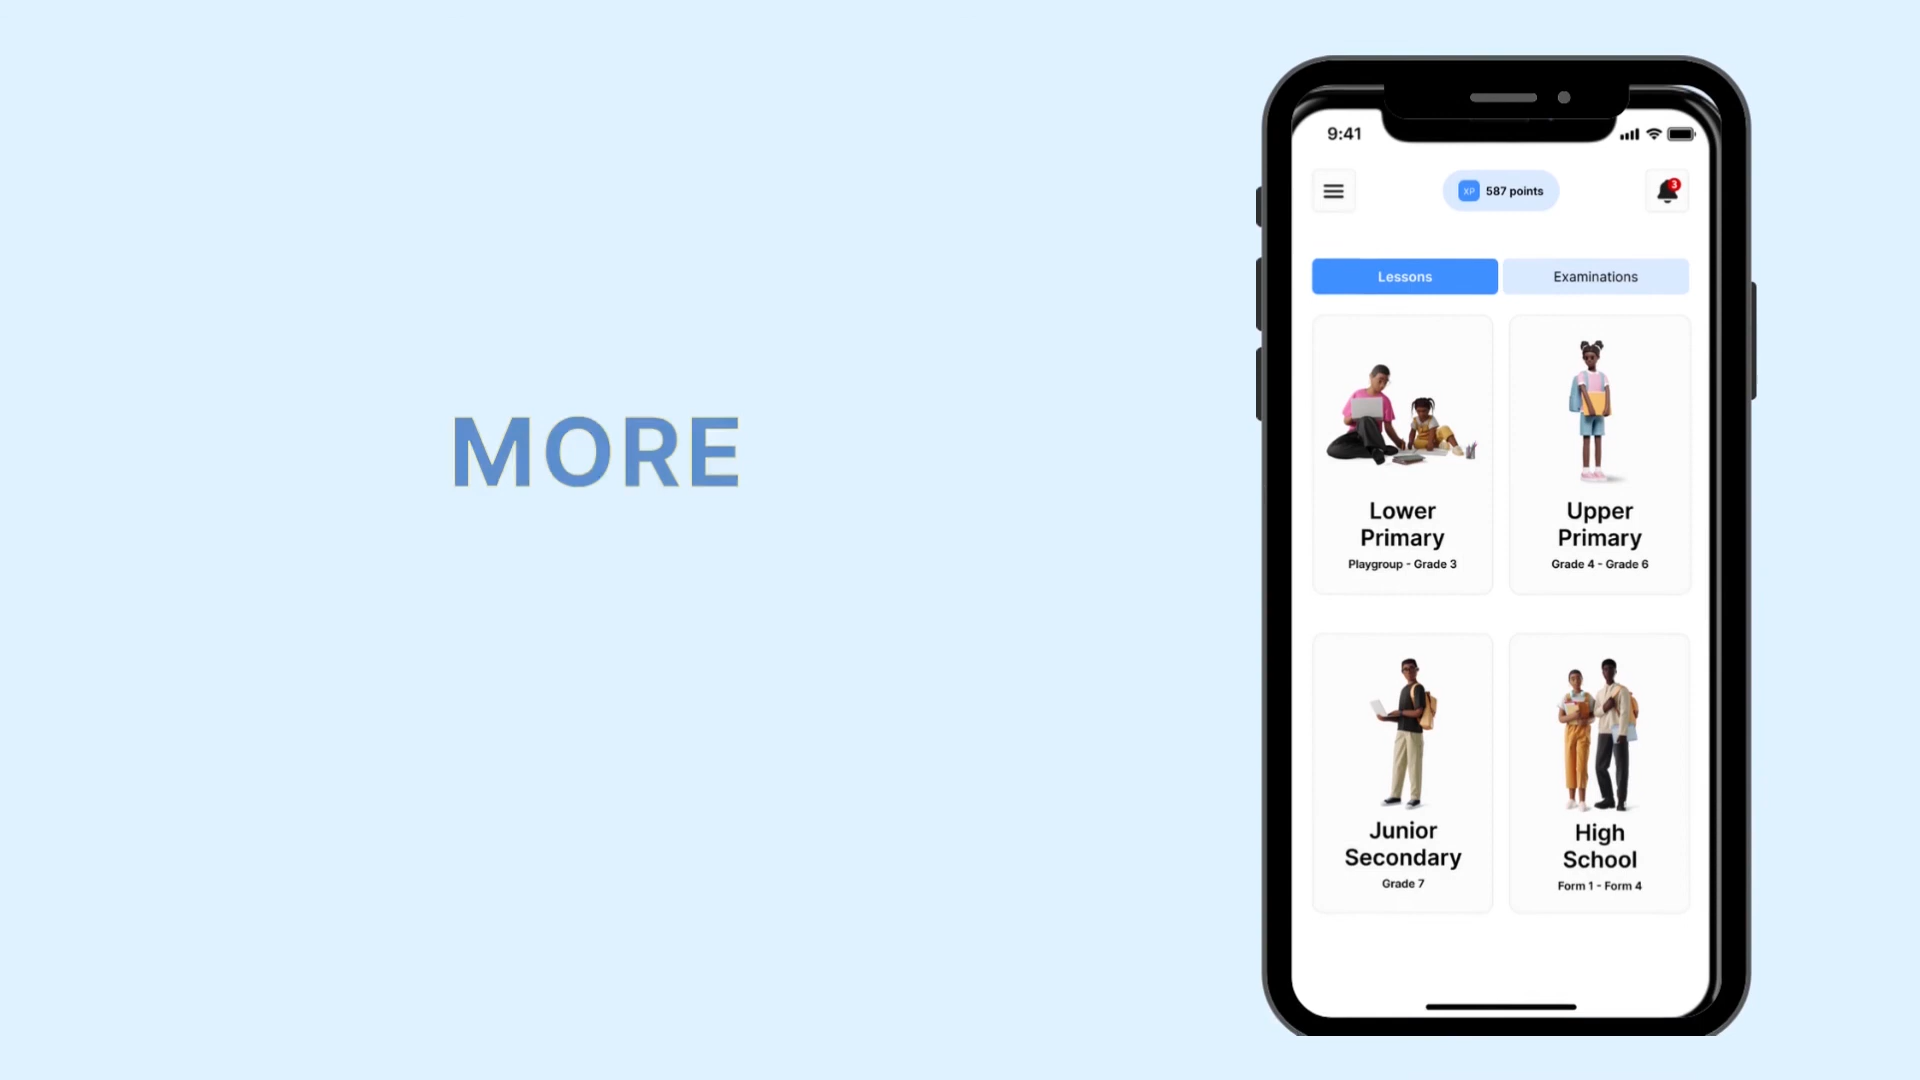 MORE
9:41
XP 587 points
3
Lessons
Examinations
Lower
Primary
Playgroup - Grade 3
Upper
Primary
Grade 4 - Grade 6
Junior
Secondary
Grade 7
High
School
Form 1 - Form 4